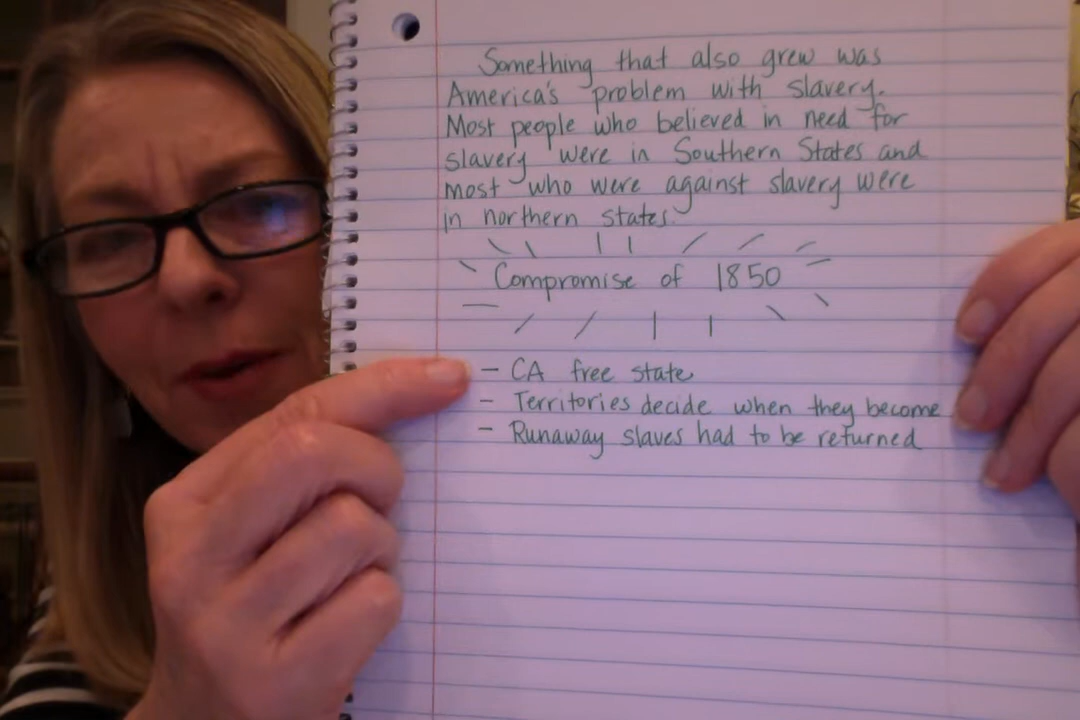 Something that also grew was
America's problem with slavery.
Most people who believed in need for
slavery were in Southern States and
most who were against slavery were
in northern states.
Compromise of 1850
- CA free state
- Territories decide when they become
- Runaway slaves had to be returned